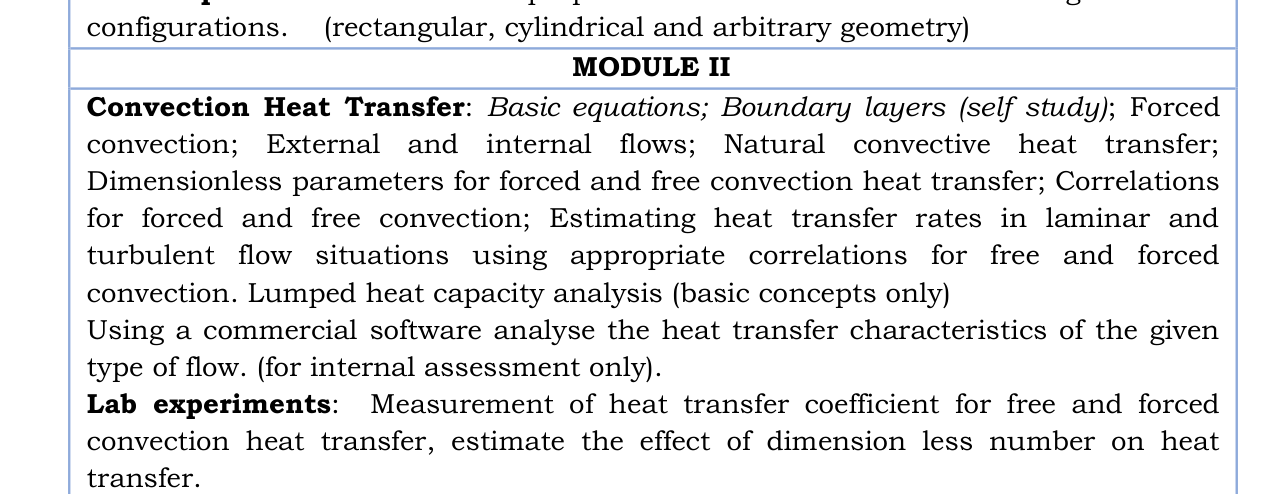 configurations. (rectangular, cylindrical and arbitrary geometry)
MODULE II
Convection Heat Transfer: Basic equations; Boundary layers (self study); Forced
convection; External and internal flows; Natural convective heat transfer;
Dimensionless parameters for forced and free convection heat transfer; Correlations
for forced and free convection; Estimating heat transfer rates in laminar and
turbulent flow situations using appropriate correlations for free and forced
convection. Lumped heat capacity analysis (basic concepts only)
Using a commercial software analyse the heat transfer characteristics of the given
type of flow. (for internal assessment only).
Lab experiments: Measurement of heat transfer coefficient for free and forced
convection heat transfer, estimate the effect of dimension less number on heat
transfer.